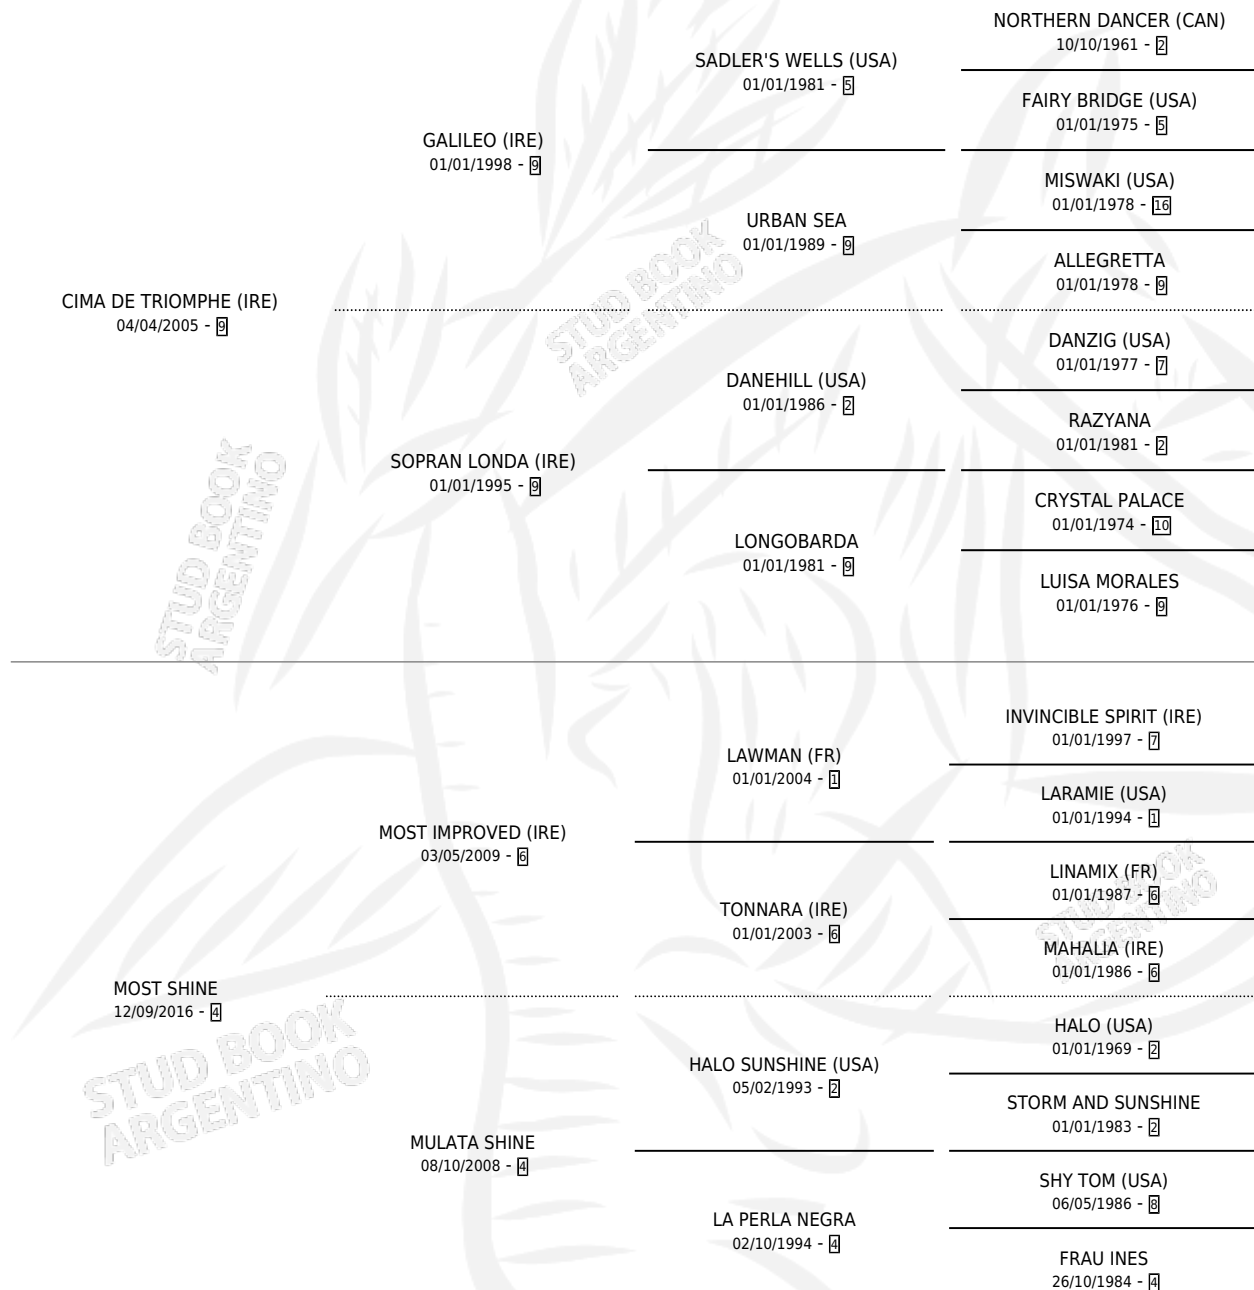 NORTHERN DANCER (CAN)
10/10/1961 - 2
SADLER'S WELLS (USA)
01/01/1981 - 5
FAIRY BRIDGE (USA)
01/01/1975 - 5
GALILEO (IRE)
01/01/1998 - 9
MISWAKI (USA)
01/01/1978 - 16
URBAN SEA
01/01/1989 - 9
ALLEGRETTA
01/01/1978 - 9
CIMA DE TRIOMPHE (IRE)
04/04/2005 - 9
DANZIG (USA)
01/01/1977 - 7
DANEHILL (USA)
01/01/1986 - 2
RAZYANA
01/01/1981 - 2
SOPRAN LONDA (IRE)
01/01/1995 - 9
CRYSTAL PALACE
01/01/1974 - 10
LONGOBARDA
01/01/1981 - 9
LUISA MORALES
01/01/1976 - 9
INVINCIBLE SPIRIT (IRE)
01/01/1997 - 7
LAWMAN (FR)
01/01/2004 - 1
LARAMIE (USA)
01/01/1994 - 1
MOST IMPROVED (IRE)
03/05/2009 - 6
LINAMIX (FR)
01/01/1987 - 6
TONNARA (IRE)
01/01/2003 - 6
MAHALIA (IRE)
01/01/1986 - 6
MOST SHINE
12/09/2016 - 4
HALO (USA)
01/01/1969 - 2
HALO SUNSHINE (USA)
05/02/1993 - 2
STORM AND SUNSHINE
01/01/1983 - 2
MULATA SHINE
08/10/2008 - 4
SHY TOM (USA)
06/05/1986 - 8
LA PERLA NEGRA
02/10/1994 - 4
FRAU INES
26/10/1984 - 4
STUD BOOK
ARGENTINO
STUD BOOK
ARGENTINO
STUD BOOK
ARGENTINO
STUD BOOK
ARGENTINO